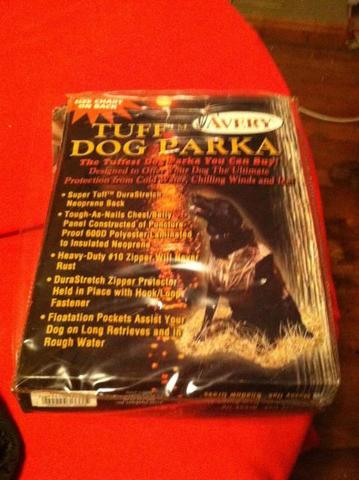 SIZE CHART
ON BACK
AVERY
TUFF™
DOG PARKA
The Tuffest Dog Parka You Can Buy!
Designed to Offer Your Dog The Ultimate
Protection from Cold Water, Chilling Winds and Ice!
• Super Tuff™ DuraStretch
Neoprene Back
• Tough-As-Nails Chest/Belly
Panel Constructed of Puncture-
Proof 600D Polyester Laminated
to Insulated Neoprene
• Heavy-Duty #10 Zipper Will Never
Rust
• DuraStretch Zipper Protector
Held in Place with Hook/Loop
Fastener
• Floatation Pockets Assist Your
Dog on Long Retrieves and in
Rough Water